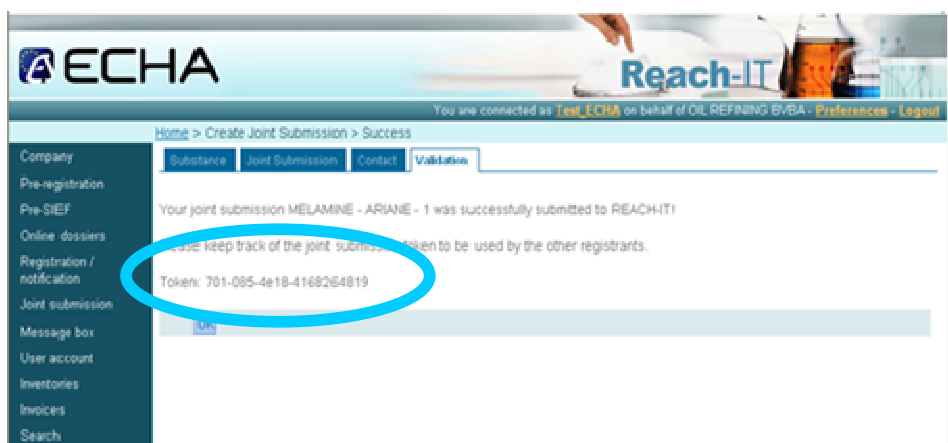 ECHA
Reach-IT
You are connected as Test_ECHA on behalf of OIL REFINING BVBA - Preferences - Logout
Home > Create Joint Submission > Success
Substance Joint Submission Contact Validation
Company
Pre-registration
Pre-SIEF
Online dossiers
Registration /
notification
Joint submission
Message box
User account
Inventories
Invoices
Search
Your joint submission MELAMINE - ARIANE - 1 was successfully submitted to REACH-IT!
keep track of the joint token to be used by the other registrants.
Token: 701-085-4e18-4168264819